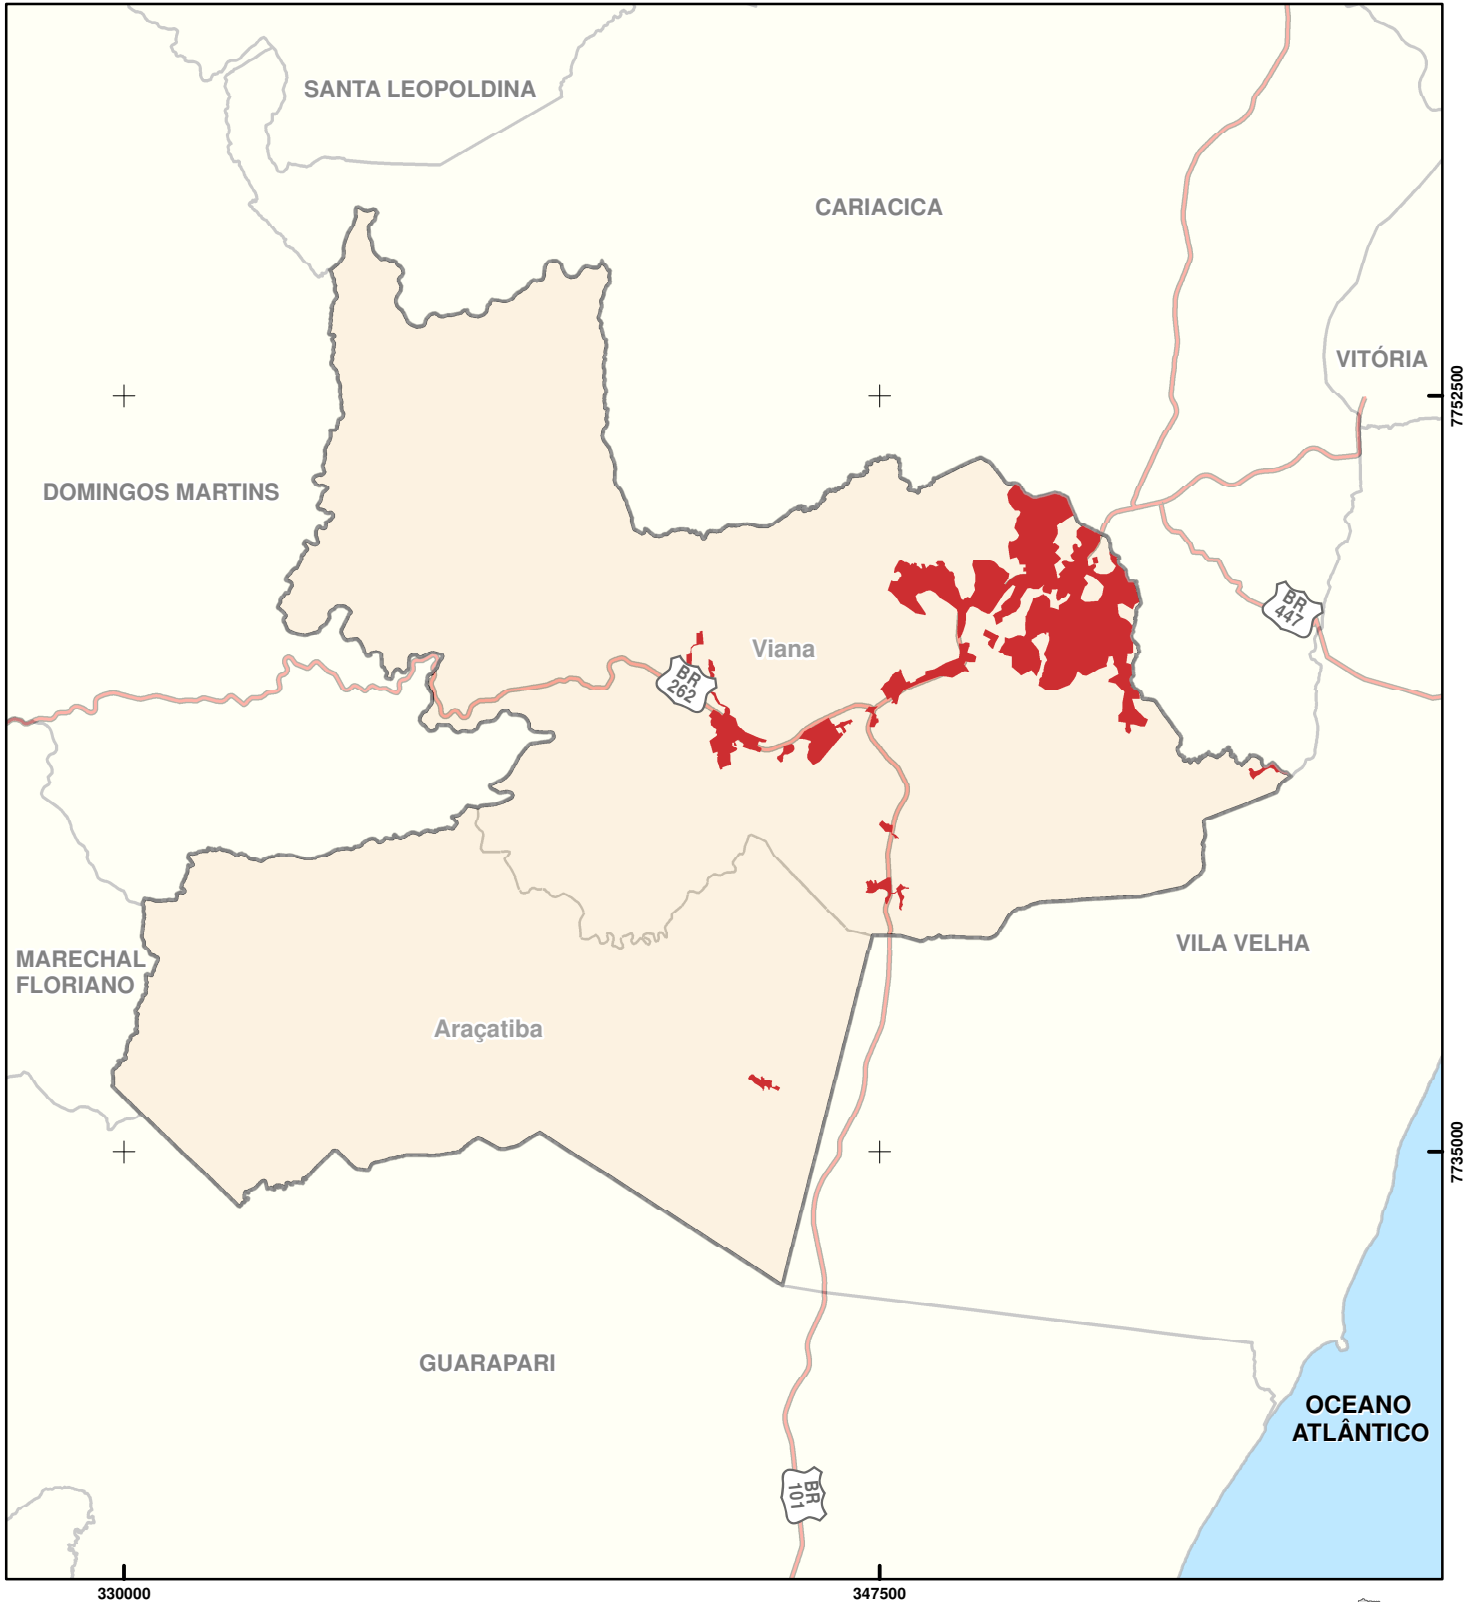 SANTA LEOPOLDINA
CARIACICA
VITÓRIA
7752500
DOMINGOS MARTINS
BR
447
Viana
BR
262
MARECHAL
FLORIANO
VILA VELHA
Araçatiba
7735000
GUARAPARI
OCEANO
ATLÂNTICO
BR
101
330000
347500